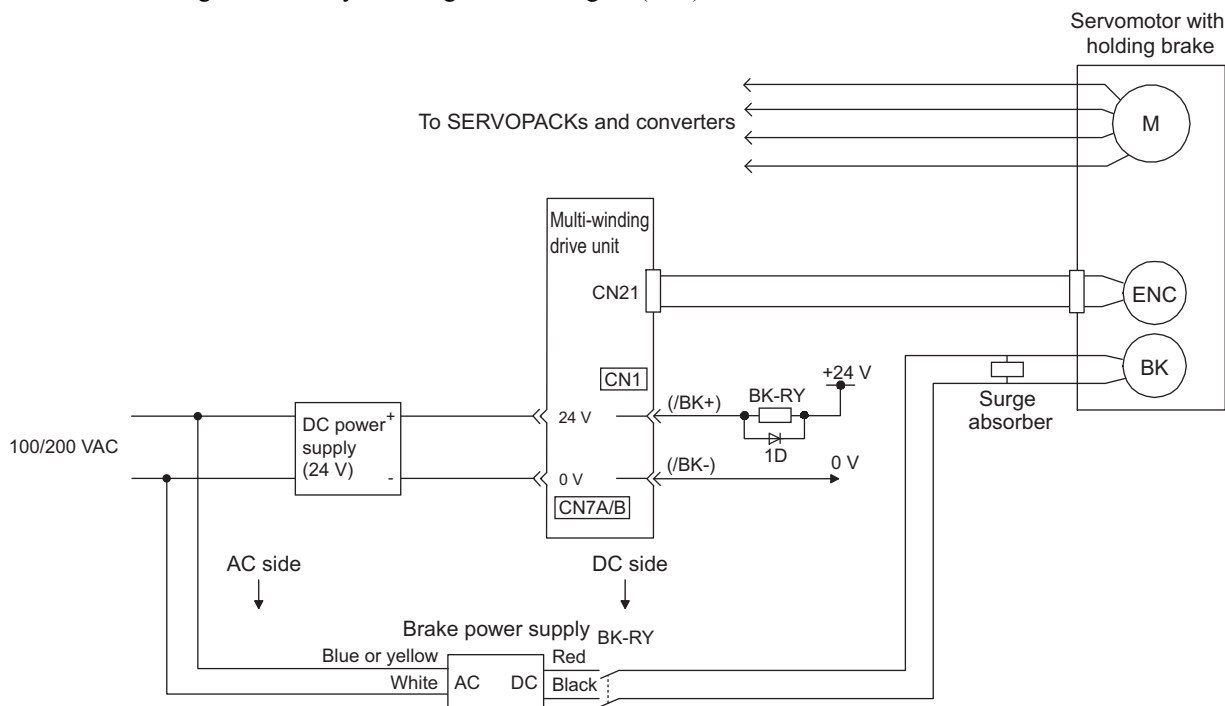 Servomotor with
holding brake
To SERVOPACKs and converters
M
Multi-winding
drive unit
CN21
ENC
CN1
+24 V
BK
(/BK+)
BK-RY
Surge
absorber
100/200 VAC
DC power
supply
(24 V)
+
-
24 V
1D
(/BK-)
0 V
0 V
CN7A/B
AC side
DC side
Brake power supply
BK-RY
Blue or yellow
Red
White
AC
DC
Black